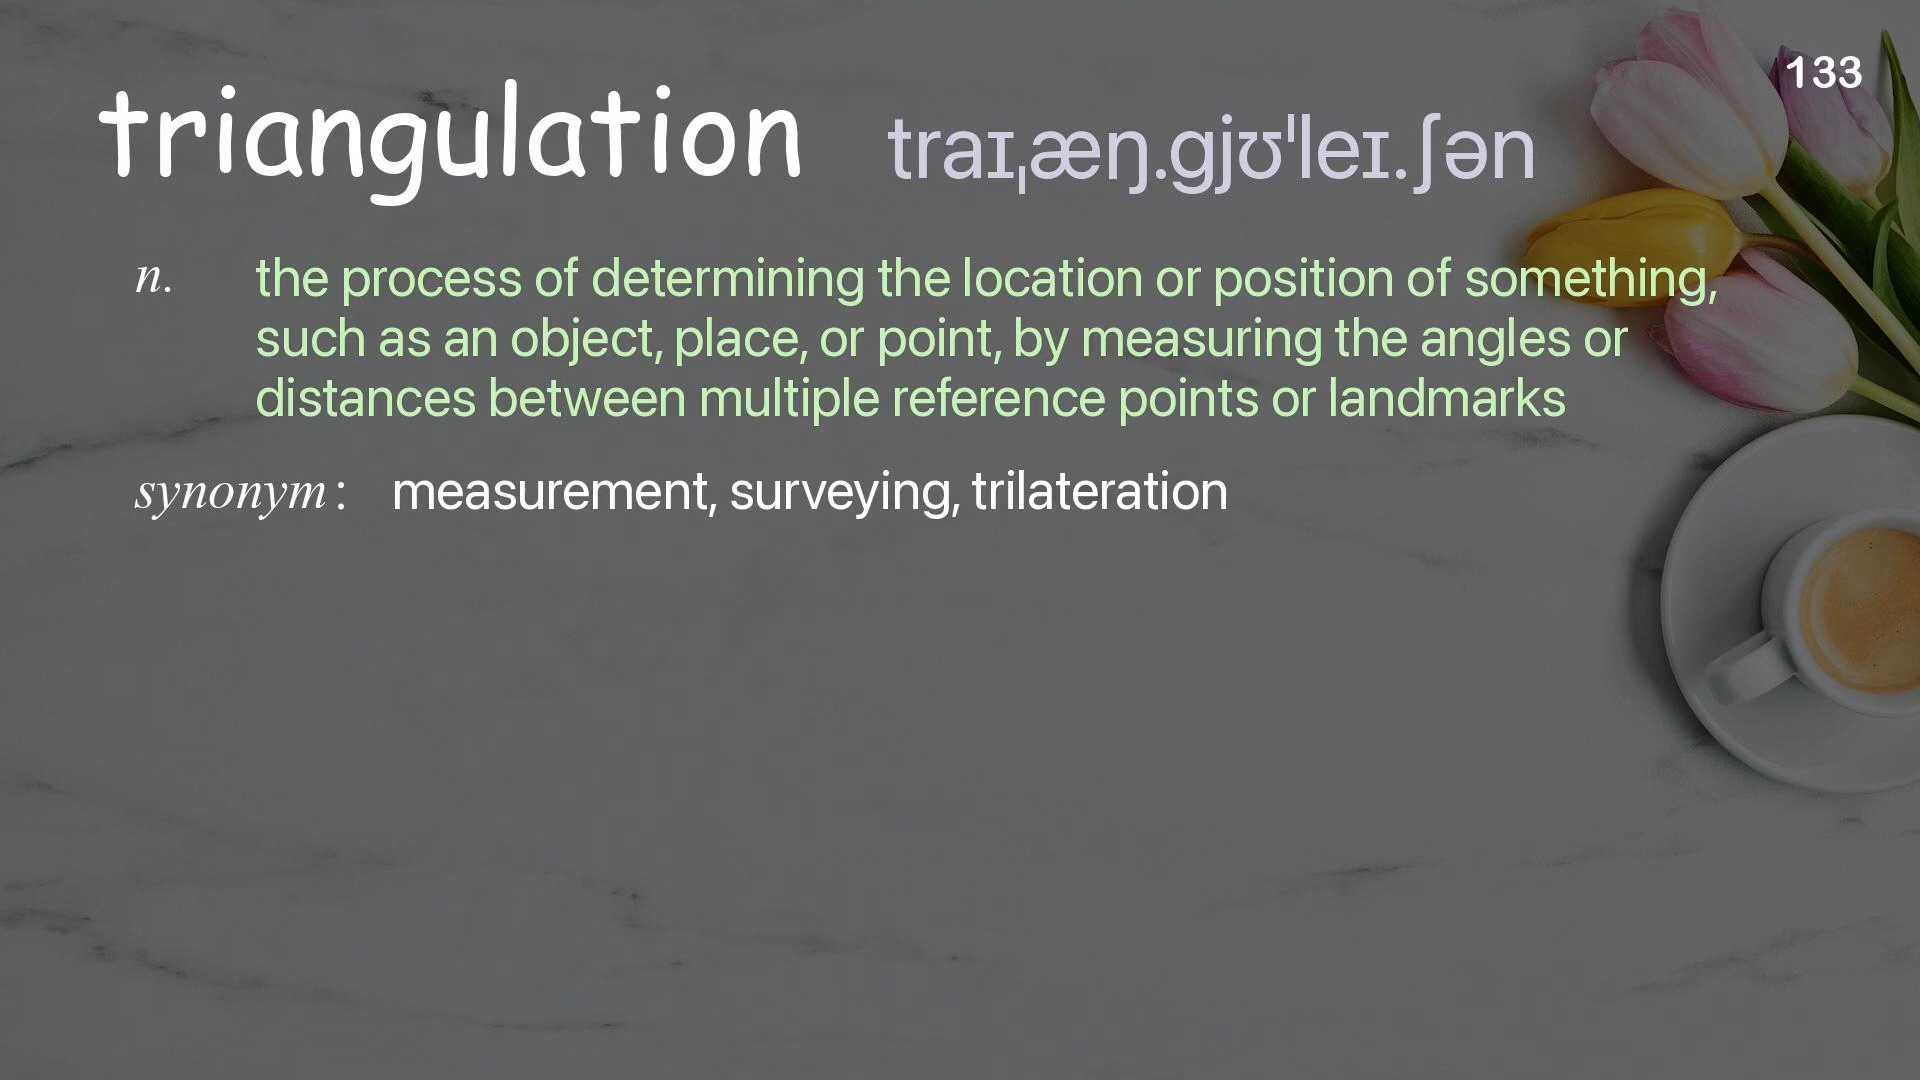 133
triangulation traɪˌæŋ.gjʊˈleɪ.ʃən
n. the process of determining the location or position of something,
such as an object, place, or point, by measuring the angles or
distances between multiple reference points or landmarks
synonym: measurement, surveying, trilateration